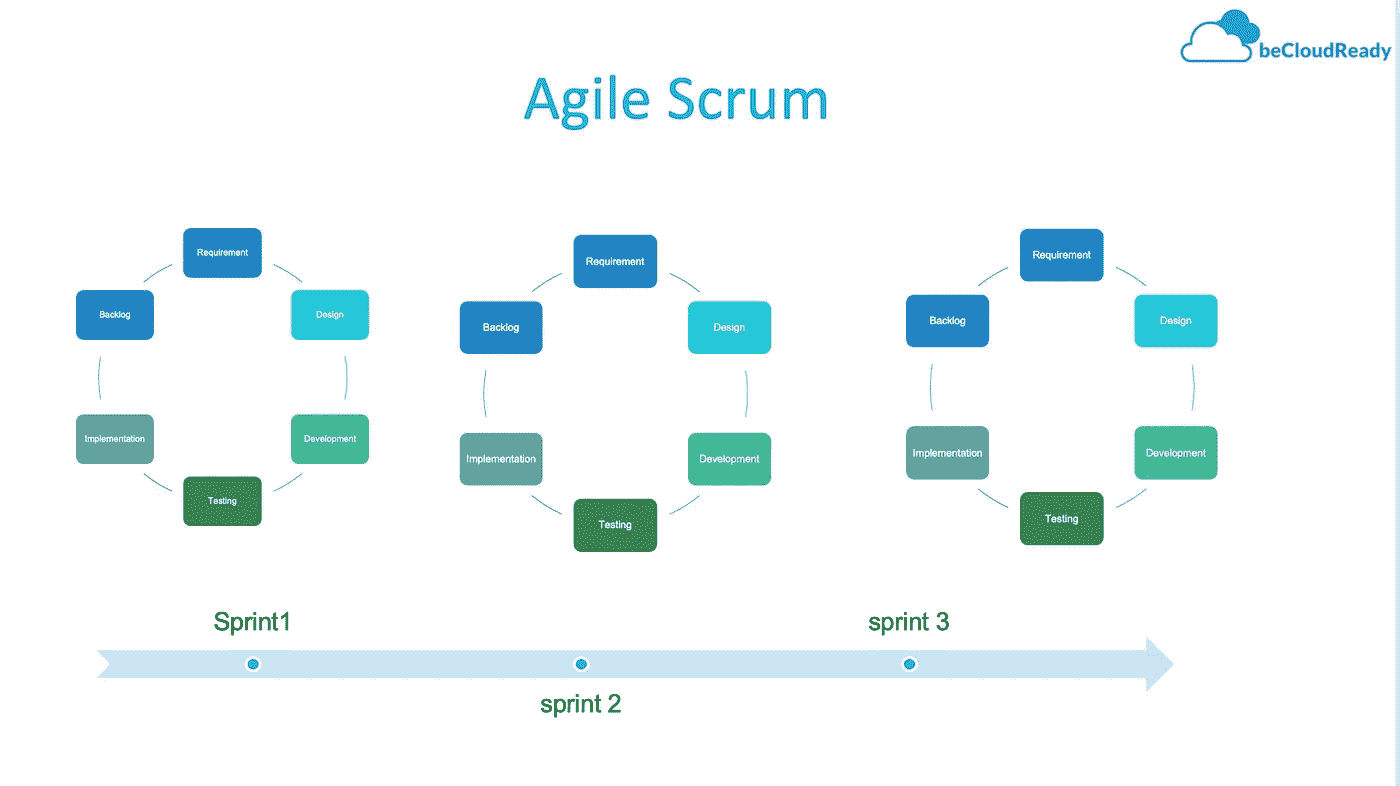 beCloudReady
Agile Scrum
Requirement
Backlog
Design
Implementation
Development
Testing
Requirement
Backlog
Design
Implementation
Development
Testing
Requirement
Backlog
Design
Implementation
Development
Testing
Sprint1
sprint 2
sprint 3